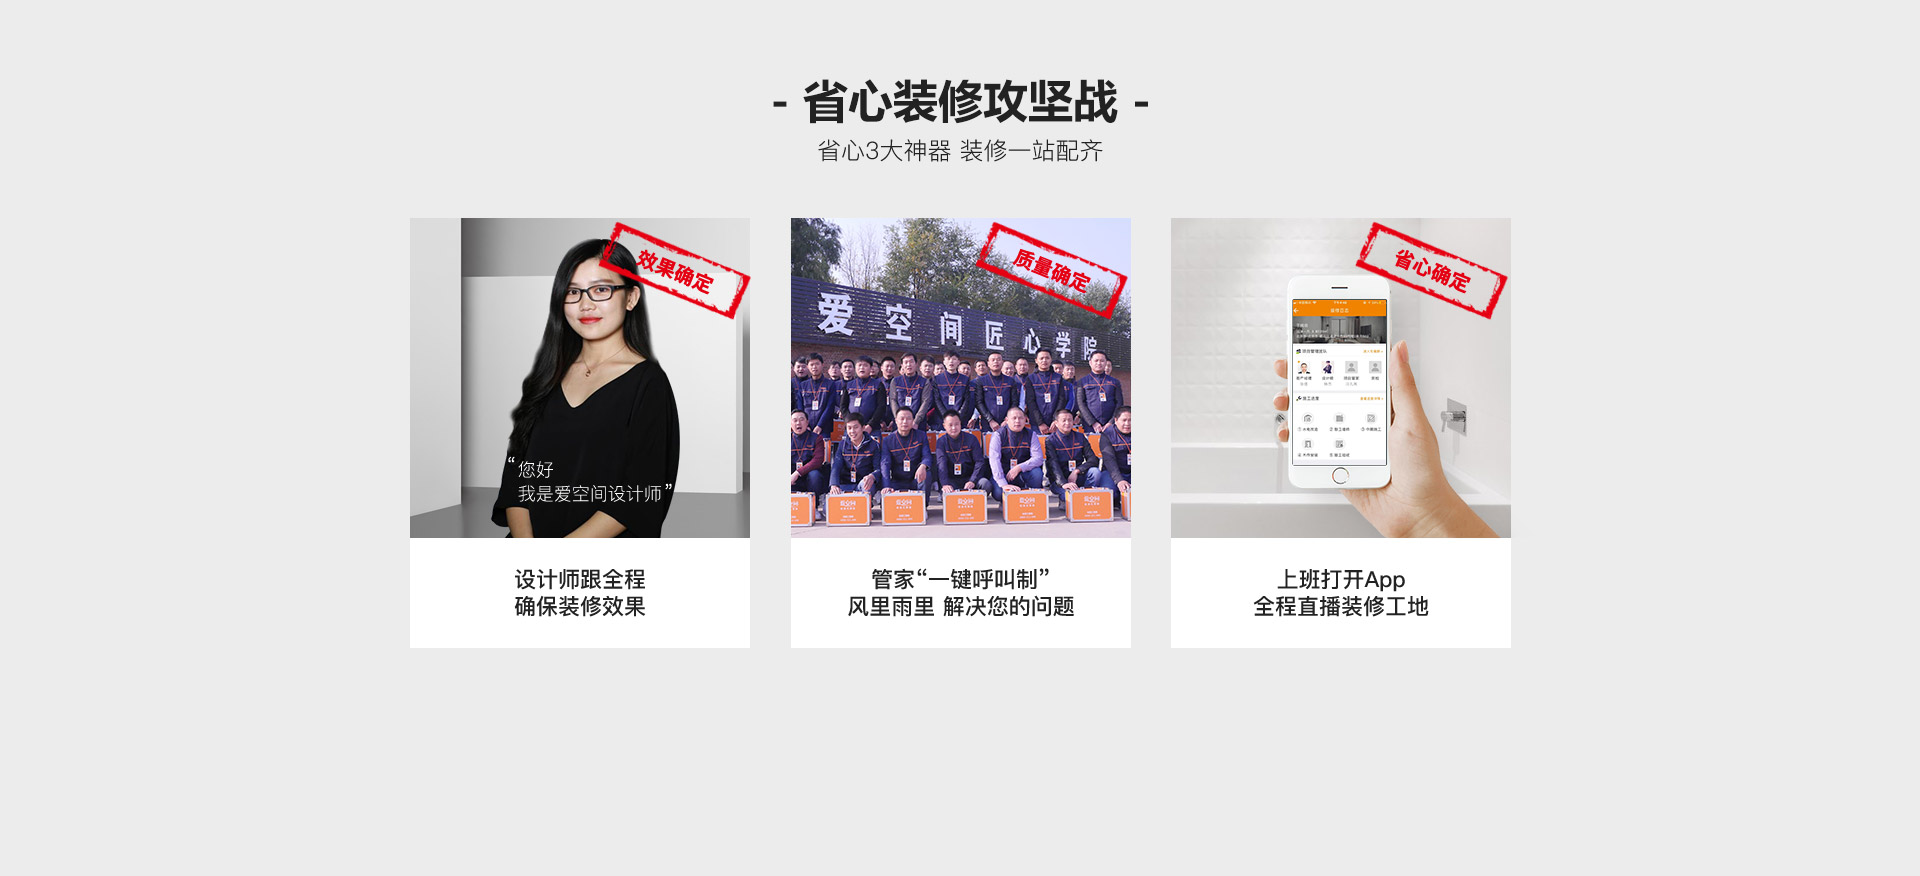 - 省心装修攻坚战 -
省心3大神器 装修一站配齐
效果确定
“您好
我是爱空间设计师”
设计师跟全程
确保装修效果
质量确定
爱空间匠心学院
管家“一键呼叫制”
风里雨里 解决您的问题
省心确定
上班打开App
全程直播装修工地